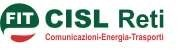 FIT CISL Reti
Comunicazioni-Energia-Trasporti